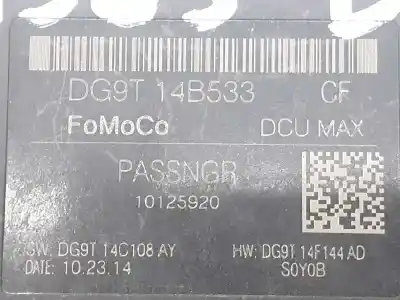 DG9T 14B533 CF
FoMoCo DCU MAX
PASSNGR
10125920
SW: DG9T 14C108 AY HW: DG9T 14F144 AD
DATE: 10.23.14 S0Y0B